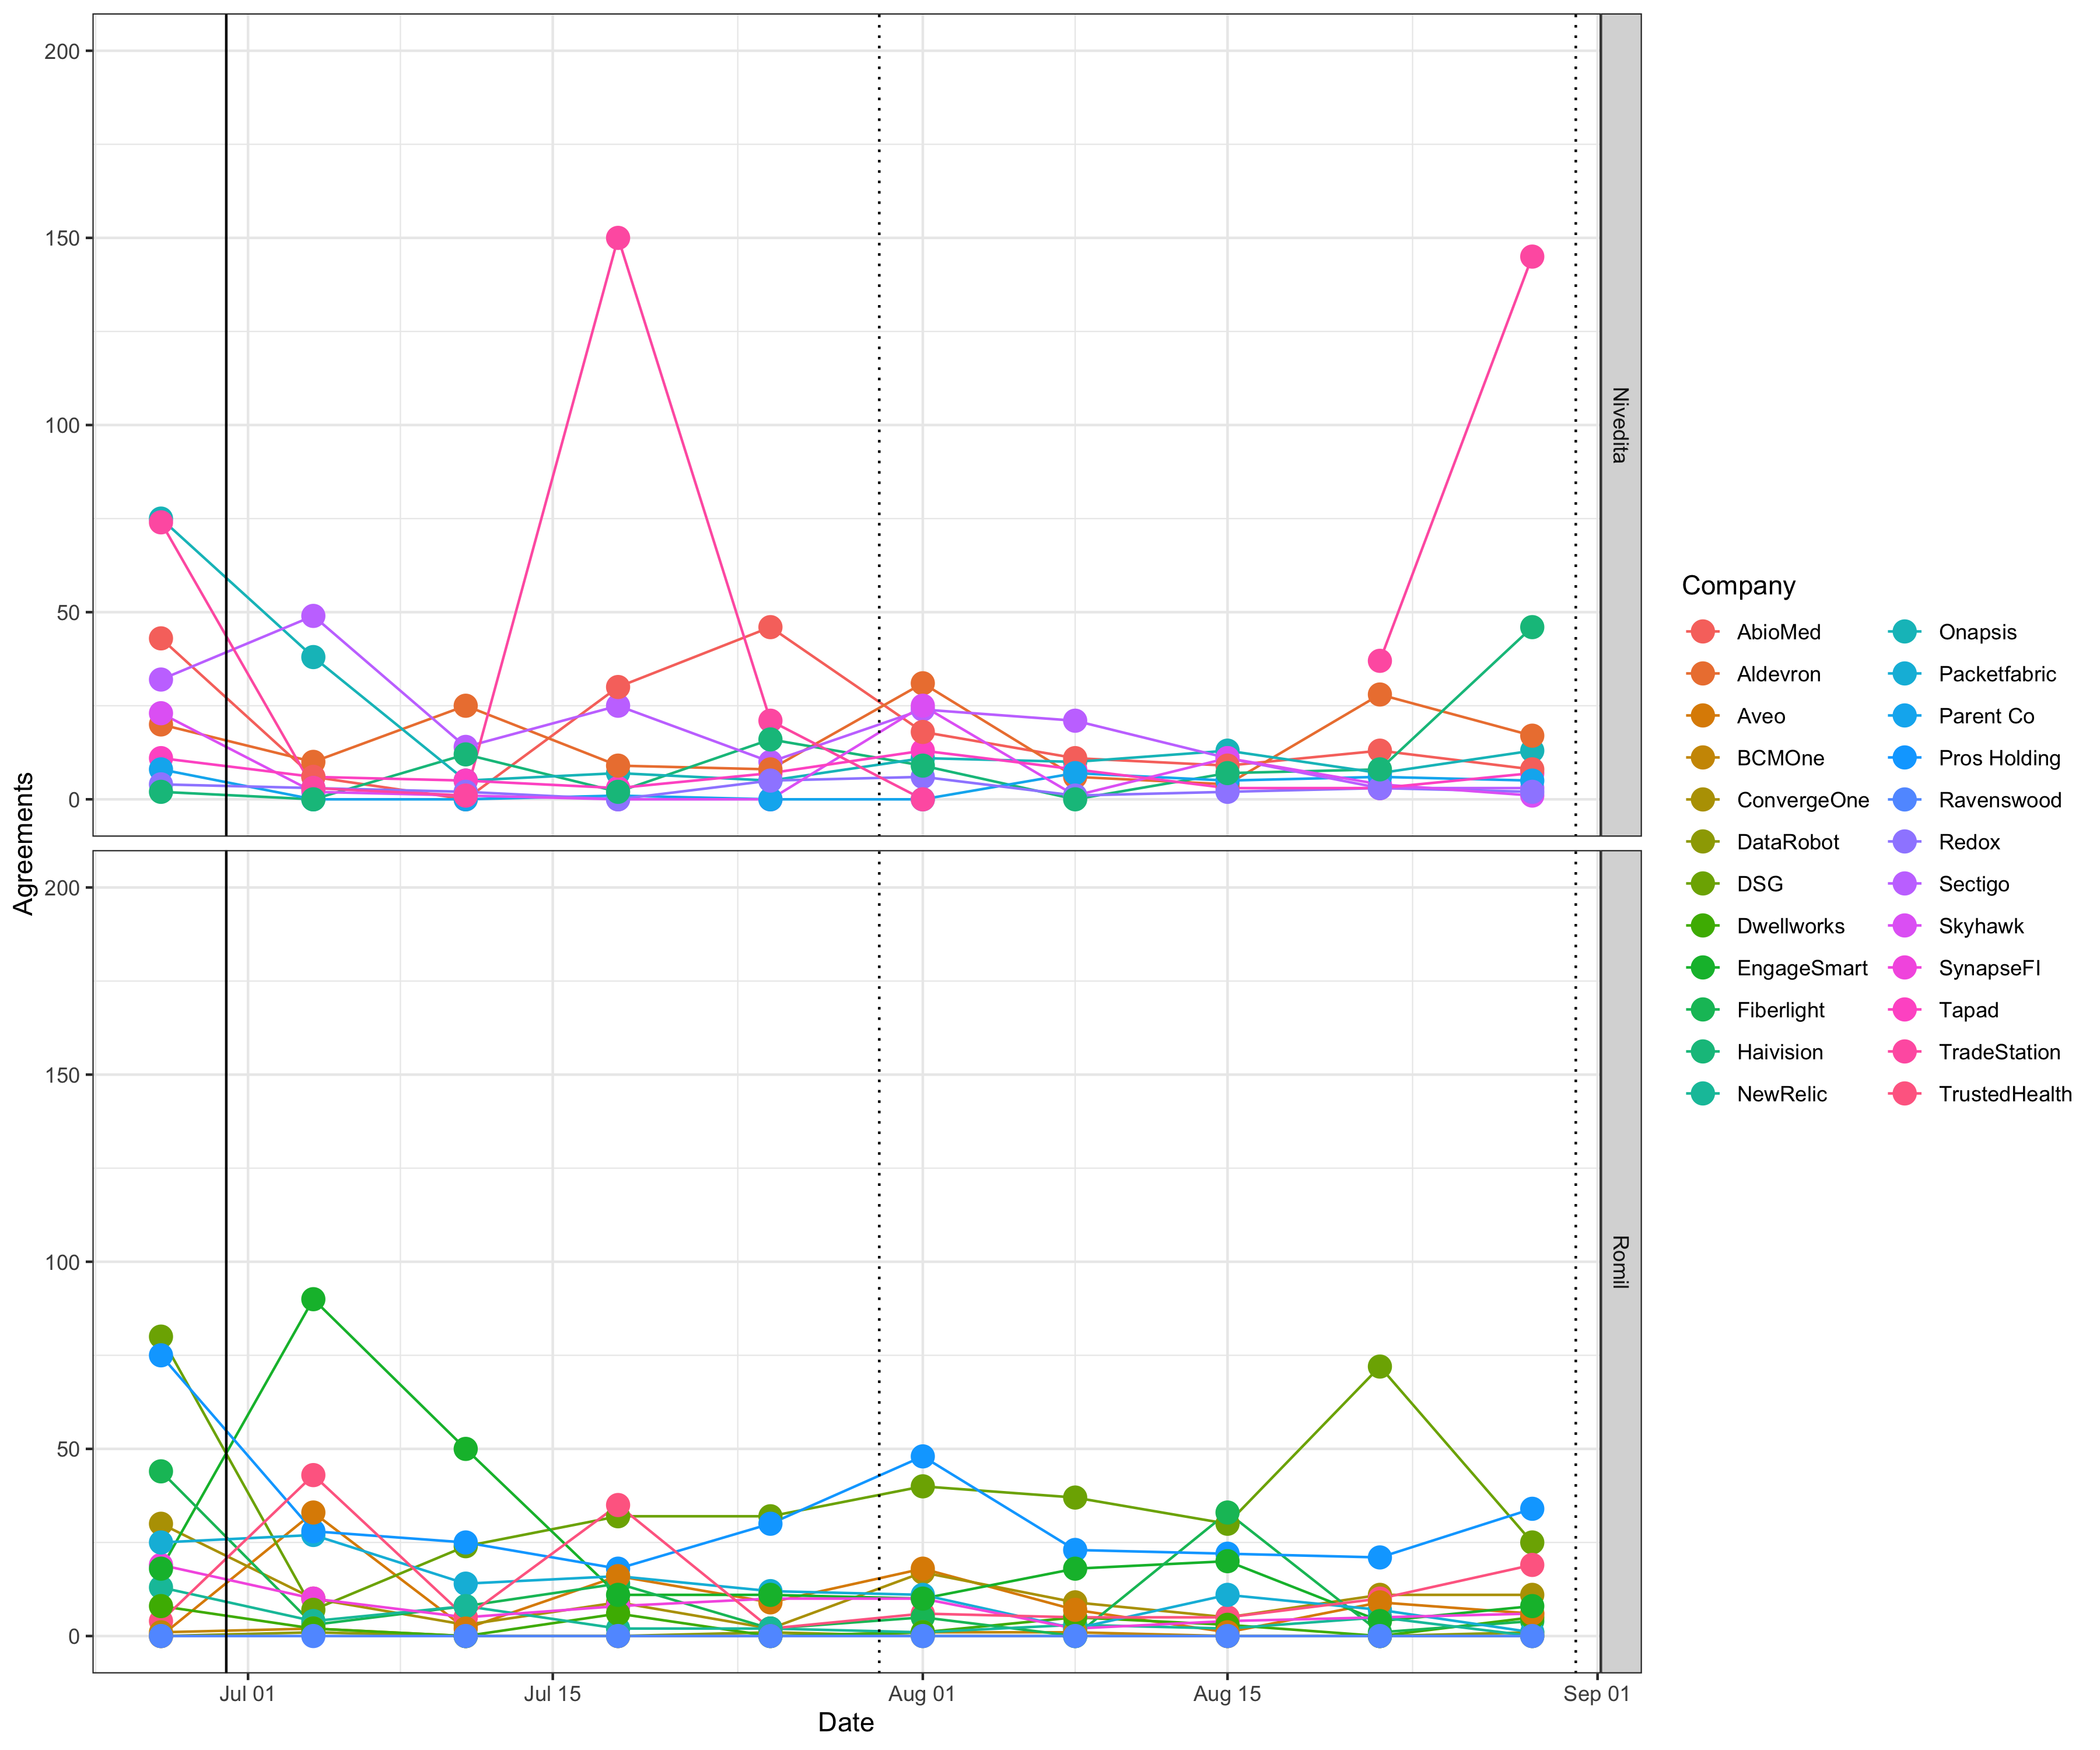 Agreements
200
150
100
50
0
Nivedita
200
150
100
50
0
Romil
Jul 01
Jul 15
Aug 01
Aug 15
Sep 01
Date
Company
AbioMed
Aldevron
Aveo
BCMOne
ConvergeOne
DataRobot
DSG
Dwellworks
EngageSmart
Fiberlight
Haivision
NewRelic
Onapsis
Packetfabric
Parent Co
Pros Holding
Ravenswood
Redox
Sectigo
Skyhawk
SynapseFI
Tapad
TradeStation
TrustedHealth